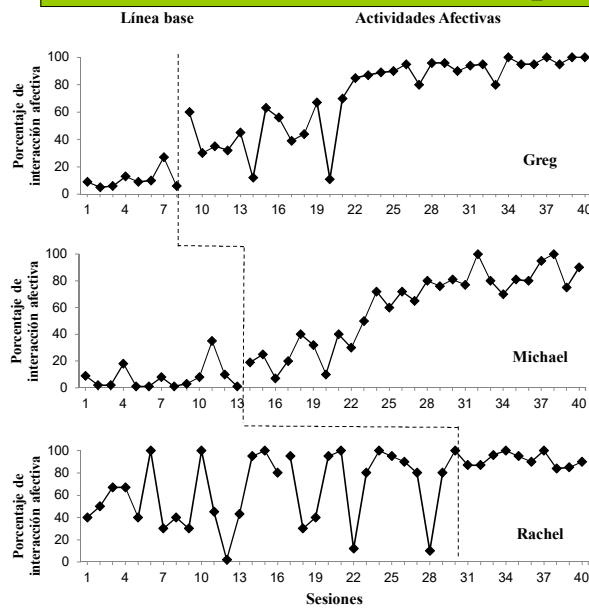 Línea base Actividades Afectivas
Porcentaje de
interacción afectiva
100
80
60
40
20
0
Greg
1 4 7 10 13 16 19 22 25 28 31 34 37 40
Porcentaje de
interacción afectiva
100
80
60
40
20
0
Michael
1 4 7 10 13 16 19 22 25 28 31 34 37 40
Porcentaje de
interacción afectiva
100
80
60
40
20
0
Rachel
1 4 7 10 13 16 19 22 25 28 31 34 37 40
Sesiones